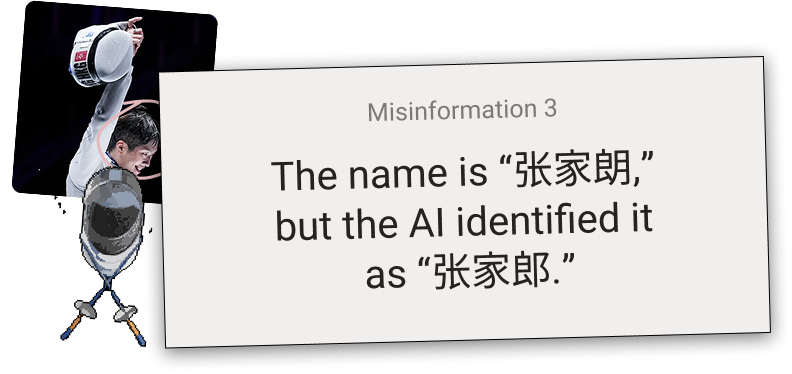 Misinformation 3
The name is “张家朗,”
but the AI identified it
as “张家郎.”